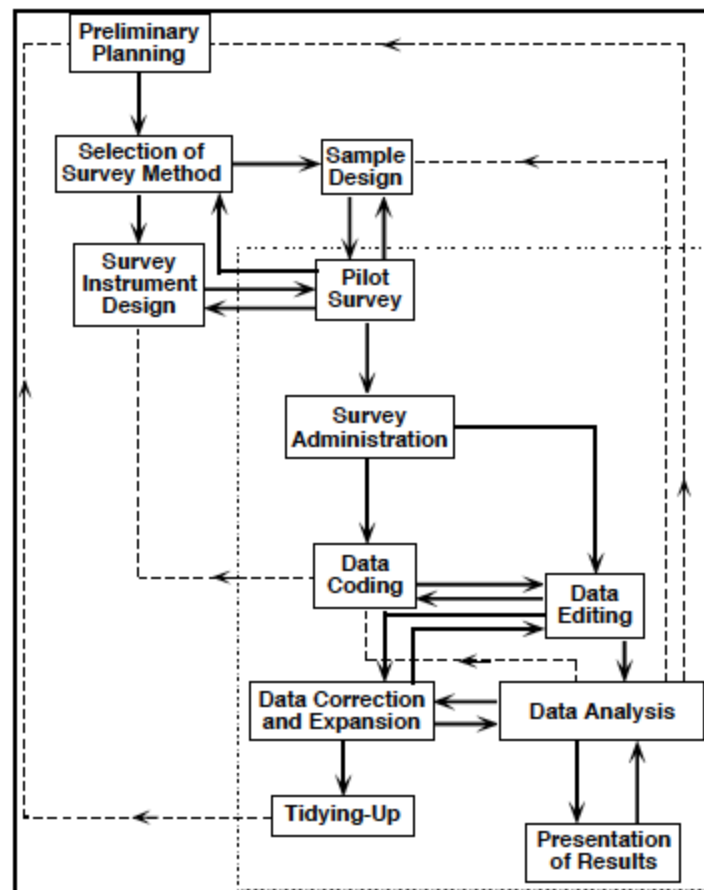 Preliminary
Planning
Selection of
Survey Method
Sample
Design
Survey
Instrument
Design
Pilot
Survey
Survey
Administration
Data
Coding
Data
Editing
Data Correction
and Expansion
Data Analysis
Tidying-Up
Presentation
of Results